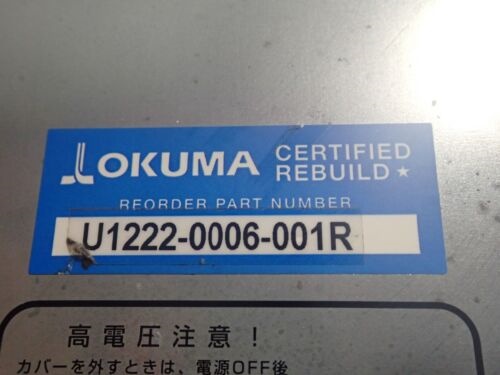 OKUMA CERTIFIED REBUILD ★
REORDER PART NUMBER
U1222-0006-001R
高電圧注意！
カバーを外すときは、電源OFF後